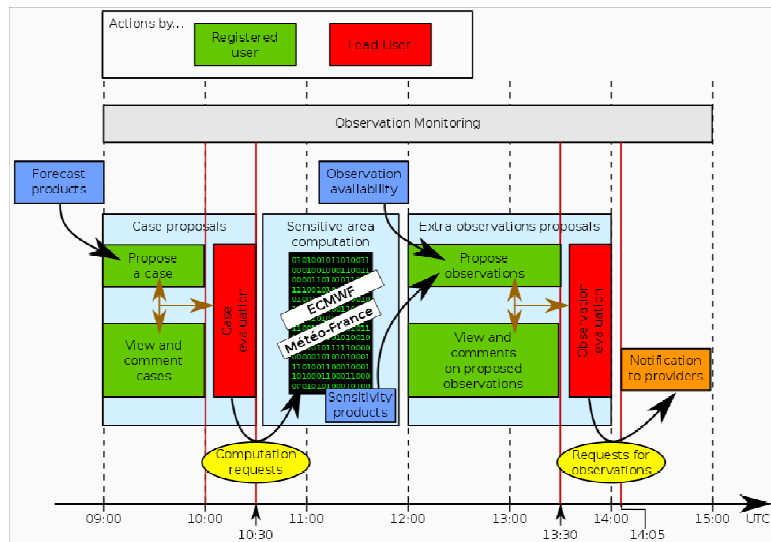 Actions by...
Registered
user
Lead User
Observation Monitoring
Forecast
products
Observation
availability
Case proposals
Sensitive area
computation
Extra observations proposals
Propose
a case
Case
evaluation
View and
comment
cases
ECMWF
Météo-France
Propose
observations
View and
comments
on proposed
observations
Observation
evaluation
Sensitivity
products
Notification
to providers
Computation
requests
Requests for
observations
09:00
10:00
10:30
11:00
12:00
13:00
13:30
14:00
14:05
15:00
UTC